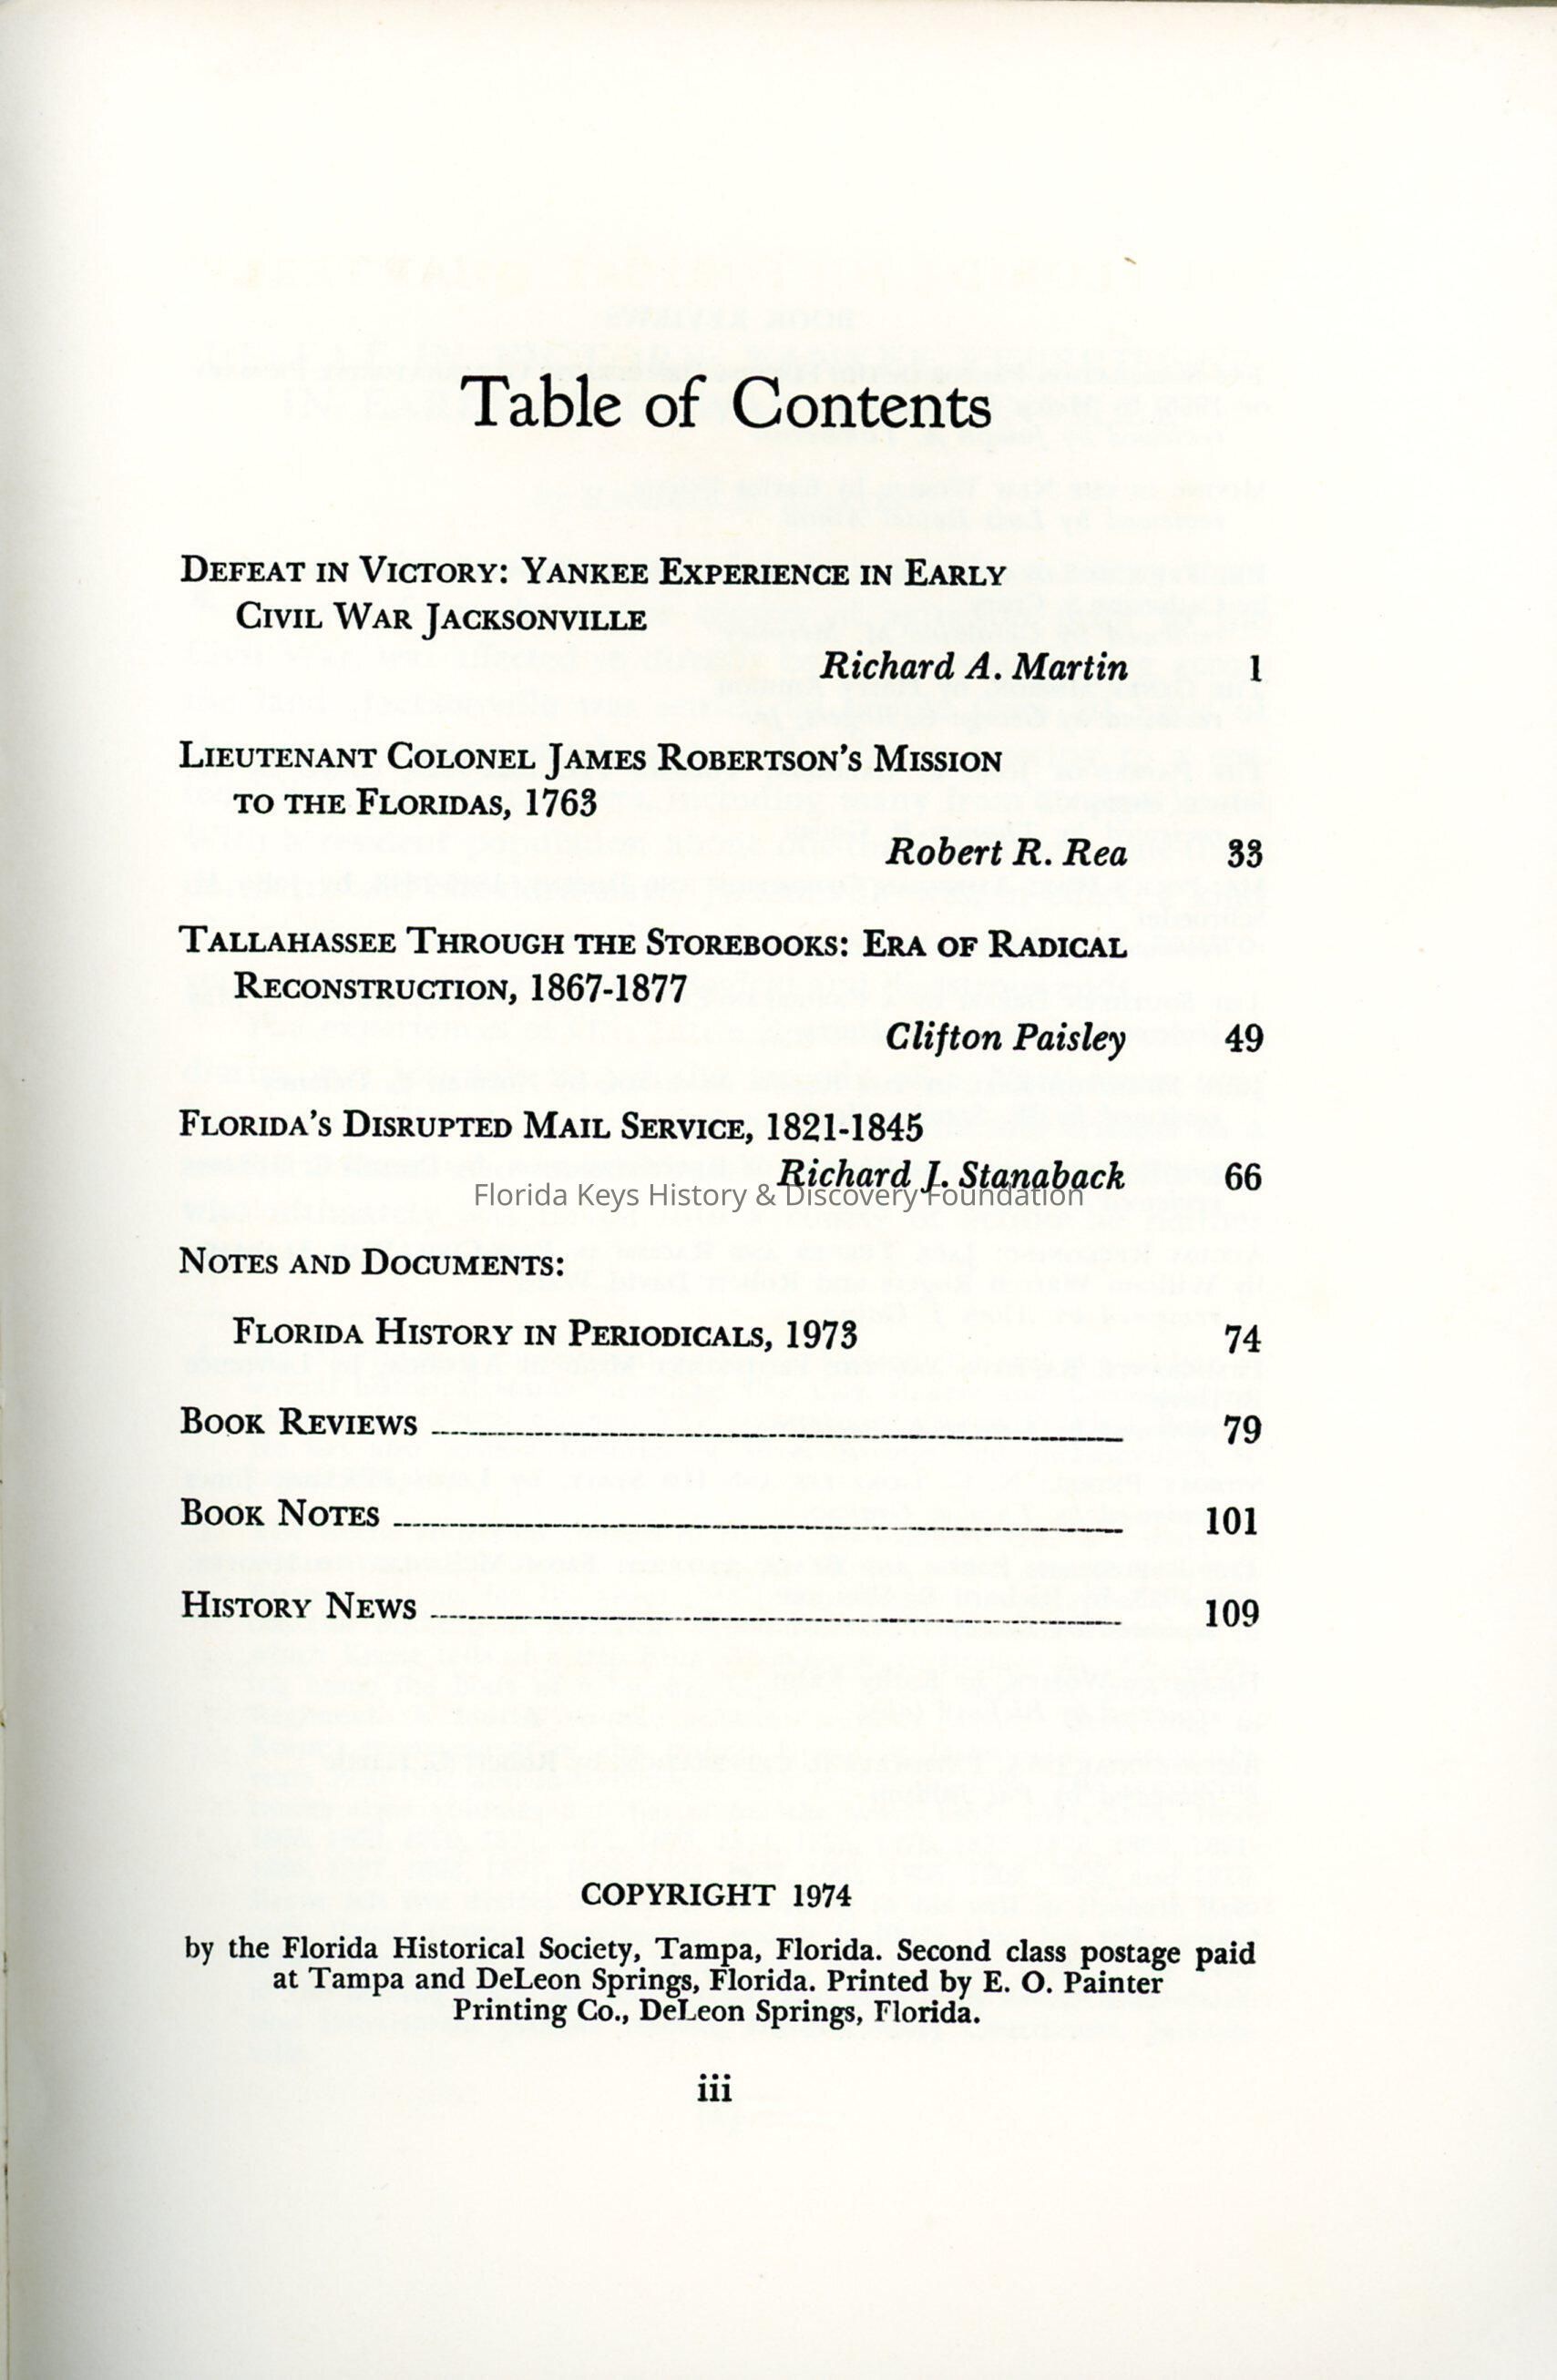 Table of Contents
Defeat in Victory: Yankee Experience in Early
Civil War Jacksonville
Richard A. Martin 1
Lieutenant Colonel James Robertson's Mission
to the Floridas, 1763
Robert R. Rea 33
Tallahassee Through the Storebooks: Era of Radical
Reconstruction, 1867-1877
Clifton Paisley 49
Florida's Disrupted Mail Service, 1821-1845
Richard J. Stanaback 66
Florida Keys History & Discovery Foundation
Notes and Documents:
Florida History in Periodicals, 1973 74
Book Reviews 79
Book Notes 101
History News 109
COPYRIGHT 1974
by the Florida Historical Society, Tampa, Florida. Second class postage paid
at Tampa and DeLeon Springs, Florida. Printed by E. O. Painter
Printing Co., DeLeon Springs, Florida.
iii